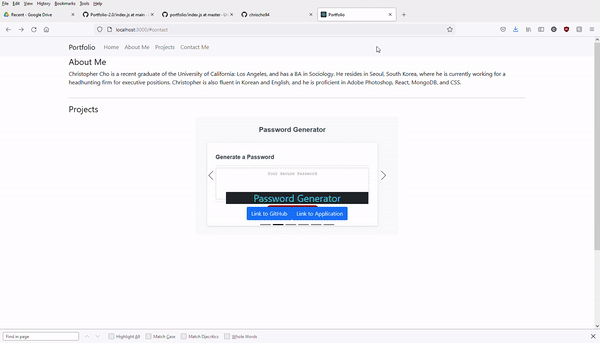 File Edit View History Bookmarks Tools Help
Recent - Google Drive
Portfolio-2.0/index.js at main
portfolio/index.js at master
chrischo84
Portfolio
localhost:3000/#contact
Portfolio Home About Me Projects Contact Me
About Me
Christopher Cho is a recent graduate of the University of California: Los Angeles, and has a BA in Sociology. He resides in Seoul, South Korea, where he is currently working for a
headhunting firm for executive positions. Christopher is also fluent in Korean and English, and he is proficient in Adobe Photoshop, React, MongoDB, and CSS.
Projects
Password Generator
Generate a Password
Your Secure Password
Password Generator
Link to GitHub Link to Application
Find in page Highlight All Match Case Match Diacritics Whole Words